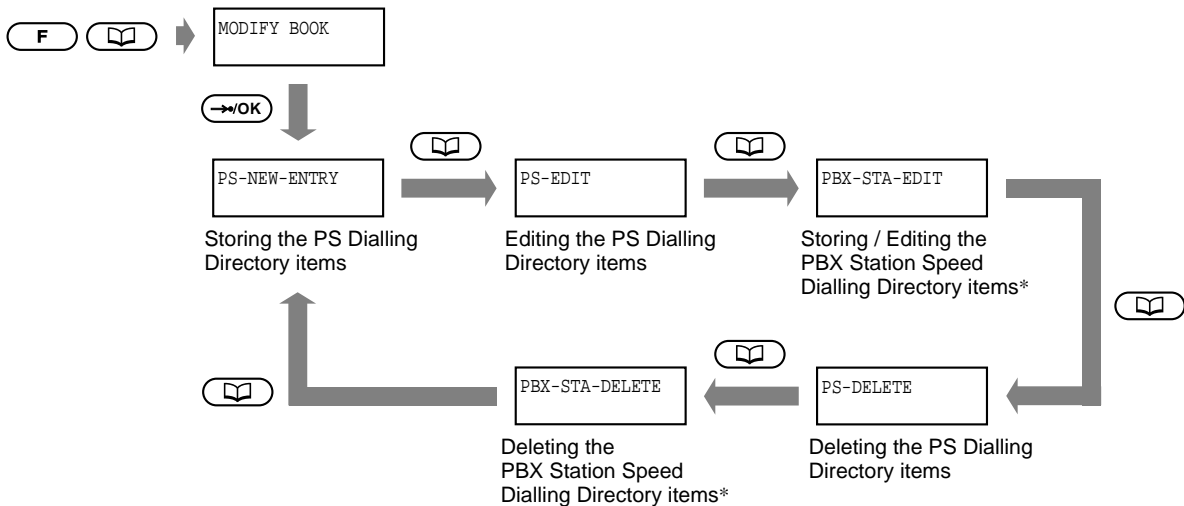 F
MODIFY BOOK
/OK
PS-NEW-ENTRY
PS-EDIT
PBX-STA-EDIT
Storing the PS Dialling
Directory items
Editing the PS Dialling
Directory items
Storing / Editing the
PBX Station Speed
Dialling Directory items*
PBX-STA-DELETE
PS-DELETE
Deleting the
PBX Station Speed
Dialling Directory items*
Deleting the PS Dialling
Directory items